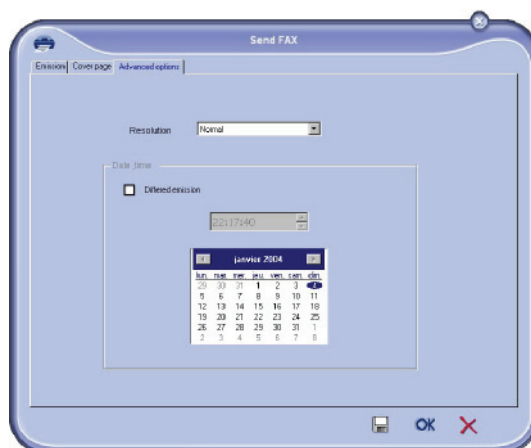 Send FAX
Emission Cover page Advanced options
Resolution Normal
Date_time
Differed emission
22:17:40
janvier 2004
lun. mar. mer. jeu. ven. sam. dim.
29 30 31 1 2 3 4
5 6 7 8 9 10 11
12 13 14 15 16 17 18
19 20 21 22 23 24 25
26 27 28 29 30 31 1
2 3 4 5 6 7 8
OK